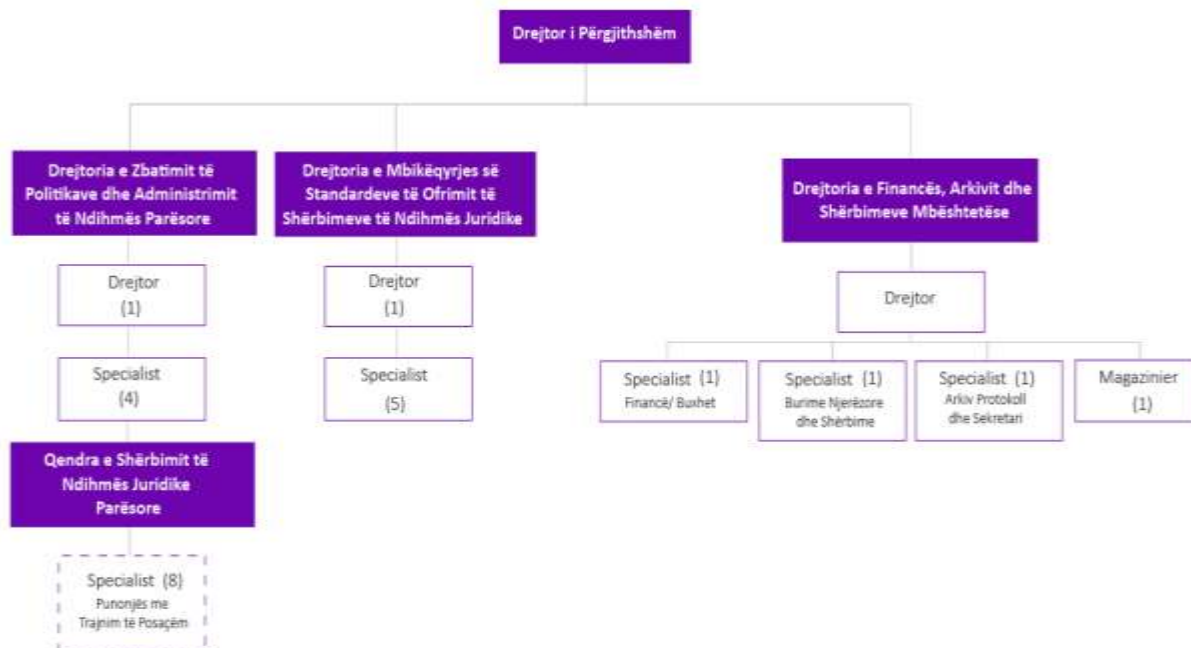 Drejtor i Përgjithshëm
Drejtoria e Zbatimit të
Politikave dhe Administrimit
të Ndihmës Parësore
Drejtor
(1)
Specialist
(4)
Qendra e Shërbimit të
Ndihmës Juridike
Parësore
Specialist (8)
Punonjës me
Trajnim të Posaçëm
Drejtoria e Mbikëqyrjes së
Standardeve të Ofrimit të
Shërbimeve të Ndihmës Juridike
Drejtor
(1)
Specialist
(5)
Drejtoria e Financës, Arkivit dhe
Shërbimeve Mbështetëse
Drejtor
Specialist (1)
Financë/ Buxhet
Specialist (1)
Burime Njerëzore
dhe Shërbime
Specialist (1)
Arkiv Protokoll
dhe Sekretari
Magazinier
(1)